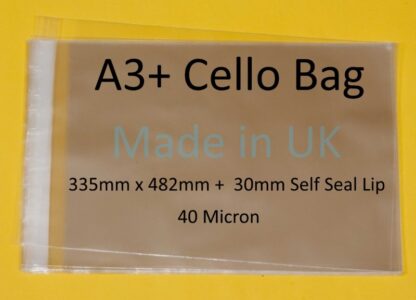 A3+ Cello Bag
Made in UK
335mm x 482mm + 30mm Self Seal Lip
40 Micron